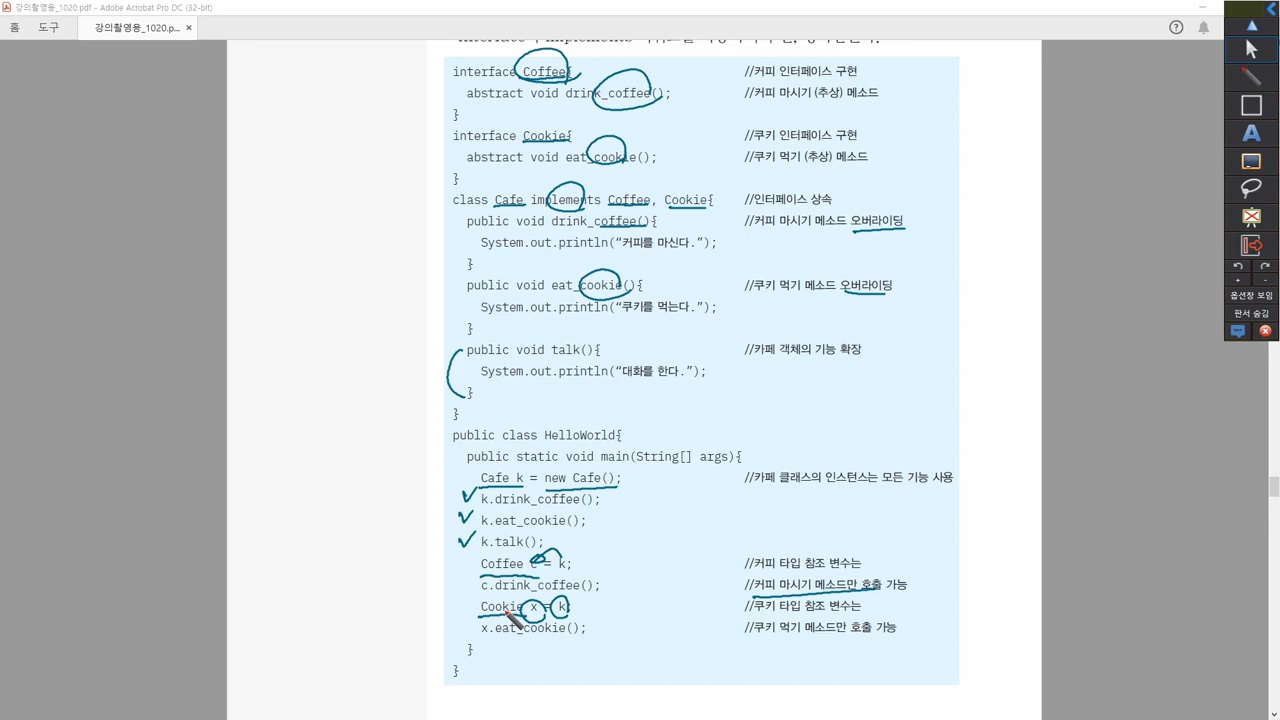 강의촬영용_1020.pdf - Adobe Acrobat Pro DC (32-bit)
홈 도구 강의촬영용_1020.p... ×
interface Coffee{ //커피 인터페이스 구현
abstract void drink_coffee(); //커피 마시기 (추상) 메소드
}
interface Cookie{ //쿠키 인터페이스 구현
abstract void eat_cookie(); //쿠키 먹기 (추상) 메소드
}
class Cafe implements Coffee, Cookie{ //인터페이스 상속
public void drink_coffee(){ //커피 마시기 메소드 오버라이딩
System.out.println(“커피를 마신다.”);
}
public void eat_cookie(){ //쿠키 먹기 메소드 오버라이딩
System.out.println(“쿠키를 먹는다.”);
}
public void talk(){ //카페 객체의 기능 확장
System.out.println(“대화를 한다.”);
}
}
public class HelloWorld{
public static void main(String[] args){
Cafe k = new Cafe(); //카페 클래스의 인스턴스는 모든 기능 사용
k.drink_coffee();
k.eat_cookie();
k.talk();
Coffee c = k; //커피 타입 참조 변수는
c.drink_coffee(); //커피 마시기 메소드만 호출 가능
Cookie x = k; //쿠키 타입 참조 변수는
x.eat_cookie(); //쿠키 먹기 메소드만 호출 가능
}
}
옵션장 보임
판서 숨김